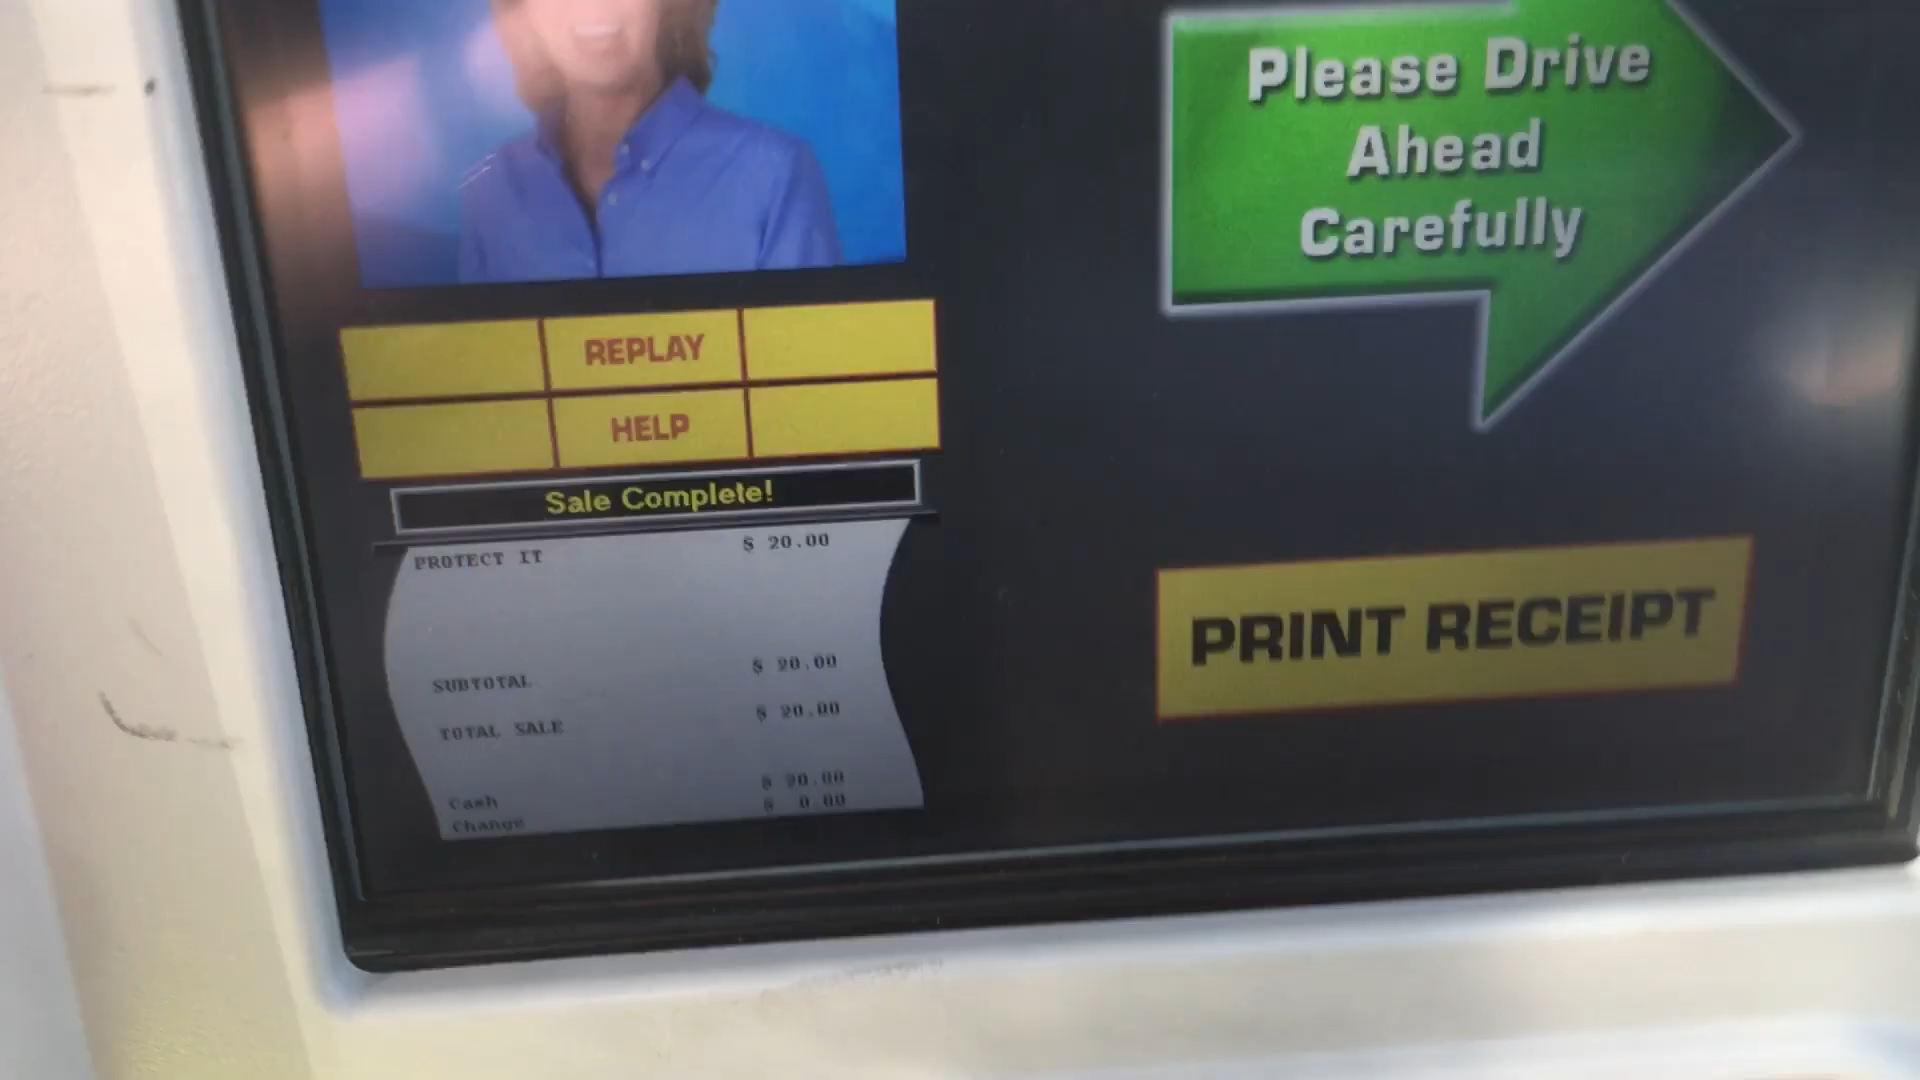 Please Drive
Ahead
Carefully
REPLAY
HELP
Sale Complete!
PROTECT IT $ 20.00
SUBTOTAL $ 20.00
TOTAL SALE $ 20.00
Cash $ 20.00
Change $ 0.00
PRINT RECEIPT